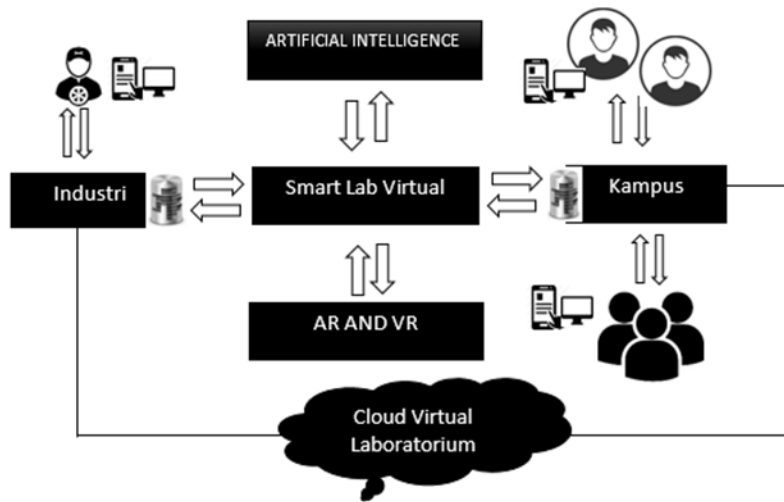 ARTIFICIAL INTELLIGENCE
Industri
Smart Lab Virtual
Kampus
AR AND VR
Cloud Virtual
Laboratorium